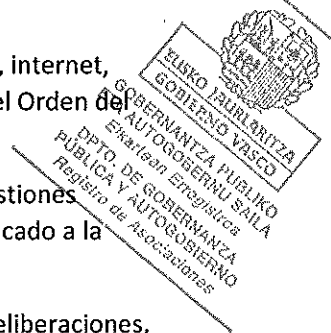 , internet,
el Orden del
stiones
cado a la
eliberaciones.
EUSKO JAURLARITZA
GOBIERNO VASCO
GOBERNANTZA PUBLIKO
ETA AUTOGOBERNU SAILA
Elkarteen Erregistroa
DPTO. DE GOBERNANZA
PÚBLICA Y AUTOGOBIERNO
Registro de Asociaciones